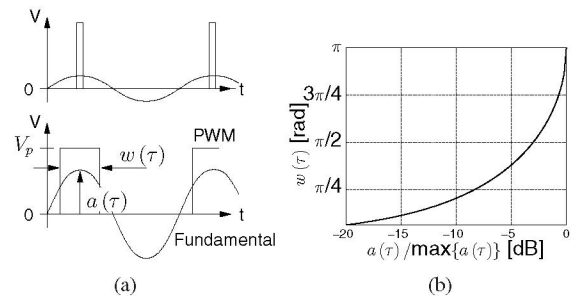 V
0
t
V
V_p
PWM
w(τ)
a(τ)
0
t
Fundamental
(a)
π
3π/4
π/2
π/4
w(τ) [rad]
-20
-15
-10
-5
0
a(τ)/max{a(τ)} [dB]
(b)